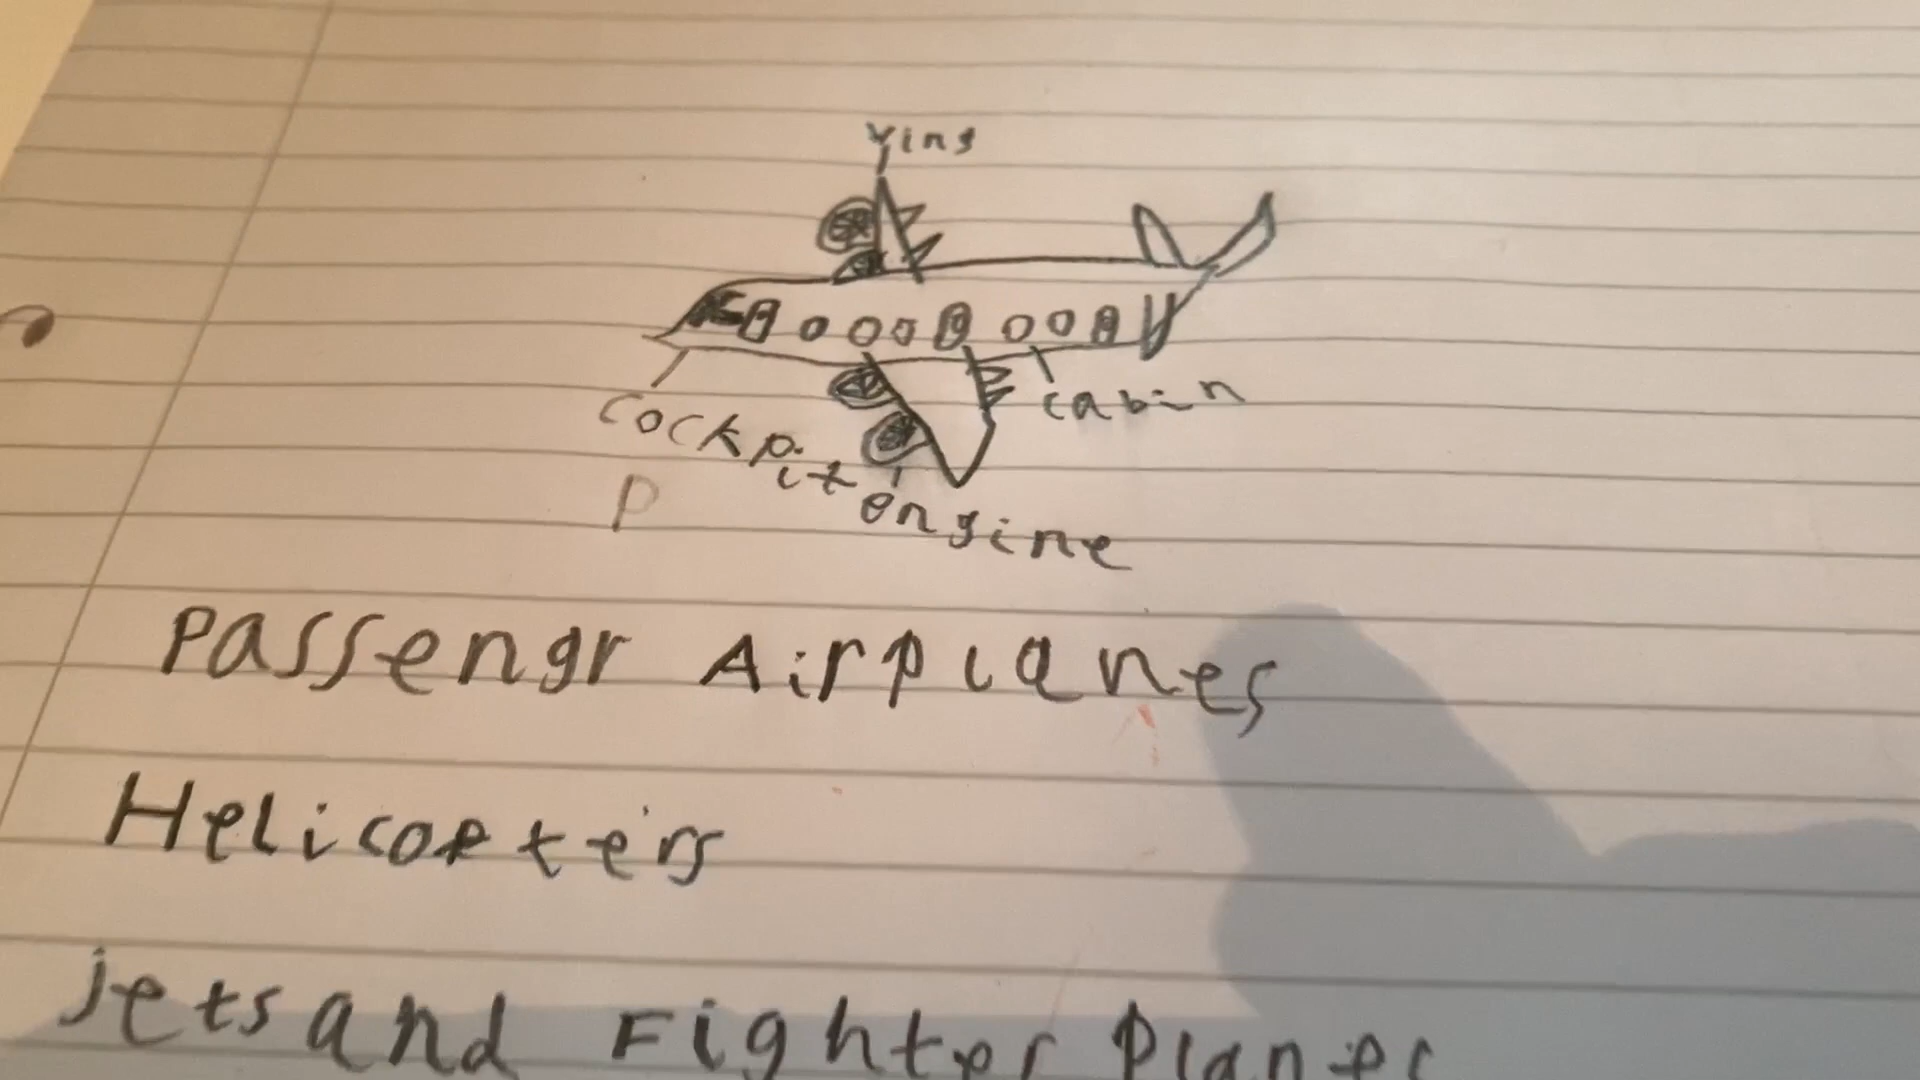 Yins
cabin
cockpit
engine
P
Passengr Airplanes
Helicopters
jets and Fighter Planes